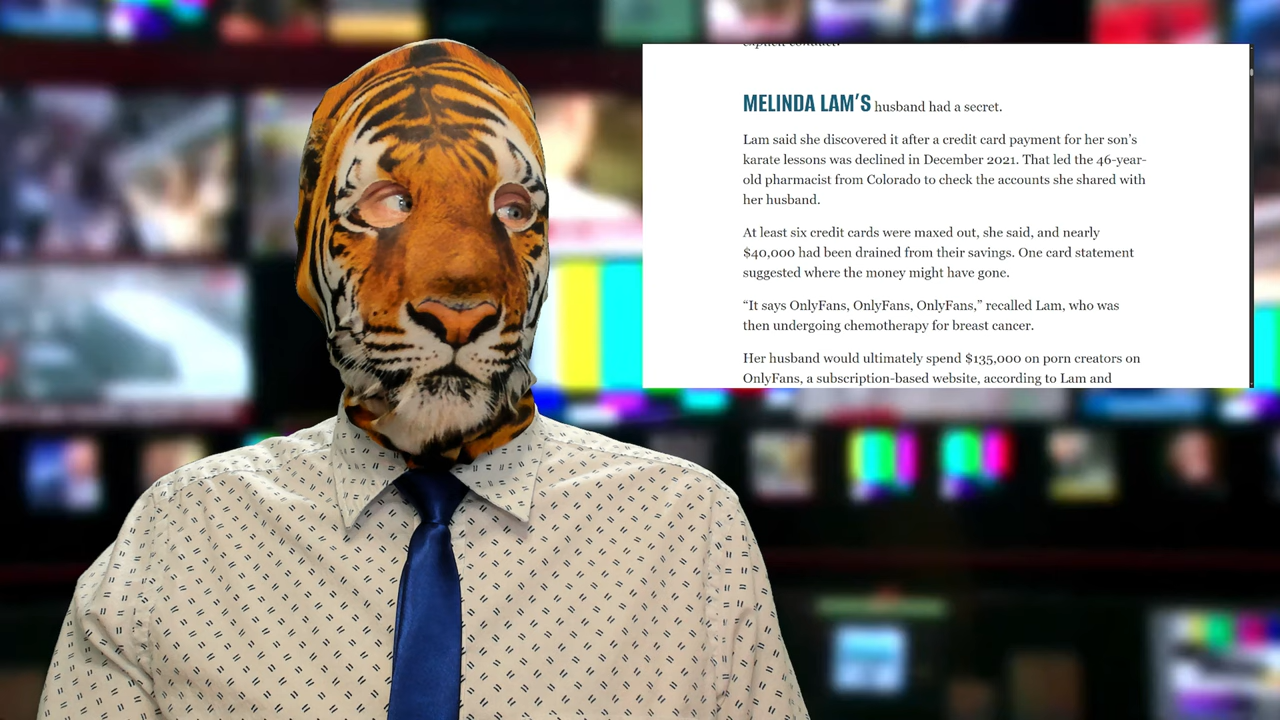 explicit conduct.
MELINDA LAM'S husband had a secret.
Lam said she discovered it after a credit card payment for her son's
karate lessons was declined in December 2021. That led the 46-year-
old pharmacist from Colorado to check the accounts she shared with
her husband.
At least six credit cards were maxed out, she said, and nearly
$40,000 had been drained from their savings. One card statement
suggested where the money might have gone.
“It says OnlyFans, OnlyFans, OnlyFans,” recalled Lam, who was
then undergoing chemotherapy for breast cancer.
Her husband would ultimately spend $135,000 on porn creators on
OnlyFans, a subscription-based website, according to Lam and